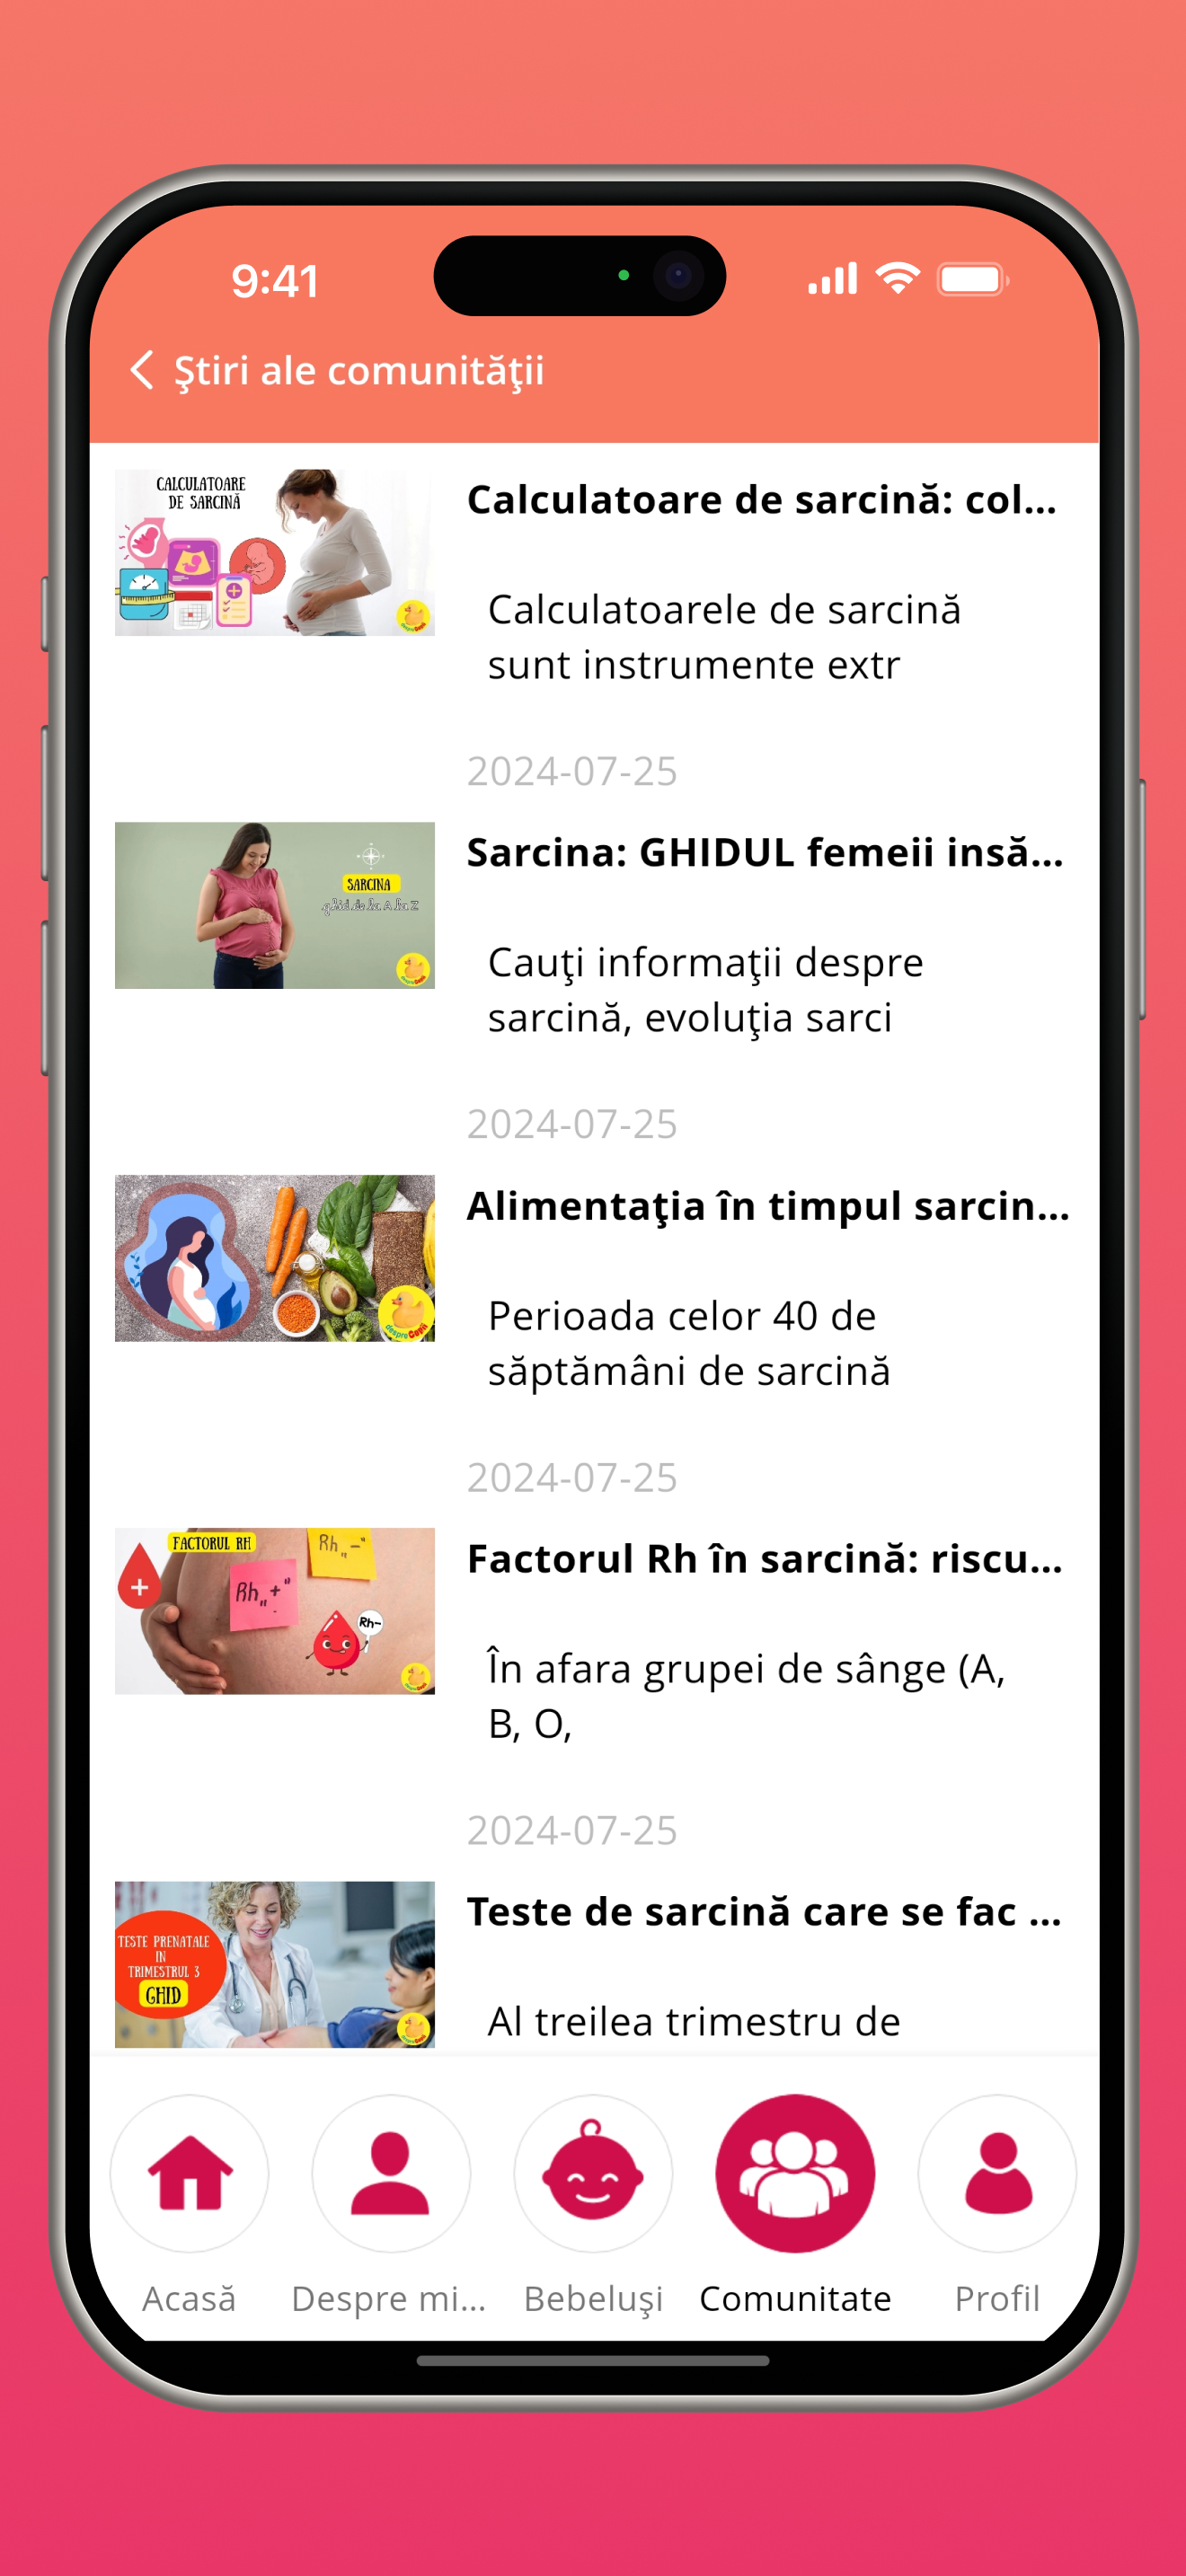 9:41
Ştiri ale comunităţii
CALCULATOARE
DE SARCINĂ
Calculatoare de sarcină: col...
Calculatoarele de sarcină
sunt instrumente extr
2024-07-25
SARCINA
ghid de la A la Z
Sarcina: GHIDUL femeii însă...
Cauţi informaţii despre
sarcină, evoluţia sarci
2024-07-25
despreCopii
Alimentaţia în timpul sarcin...
Perioada celor 40 de
săptămâni de sarcină
2024-07-25
FACTORUL RH
Rh „−"
Rh „+"
Rh-
Factorul Rh în sarcină: riscu...
În afara grupei de sânge (A,
B, O,
2024-07-25
TESTE PRENATALE
IN
TRIMESTRUL 3
GHID
Teste de sarcină care se fac ...
Al treilea trimestru de
Acasă
Despre mi...
Bebeluşi
Comunitate
Profil